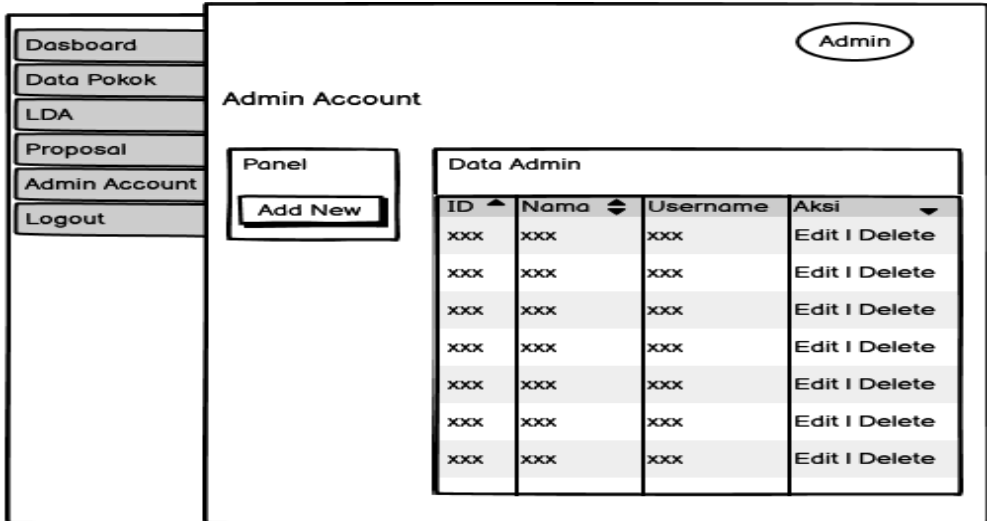 Dasboard
Data Pokok
LDA
Proposal
Admin Account
Logout
Admin
Admin Account
Panel
Add New
Data Admin
ID Nama Username Aksi
xxx xxx xxx Edit | Delete
xxx xxx xxx Edit | Delete
xxx xxx xxx Edit | Delete
xxx xxx xxx Edit | Delete
xxx xxx xxx Edit | Delete
xxx xxx xxx Edit | Delete
xxx xxx xxx Edit | Delete